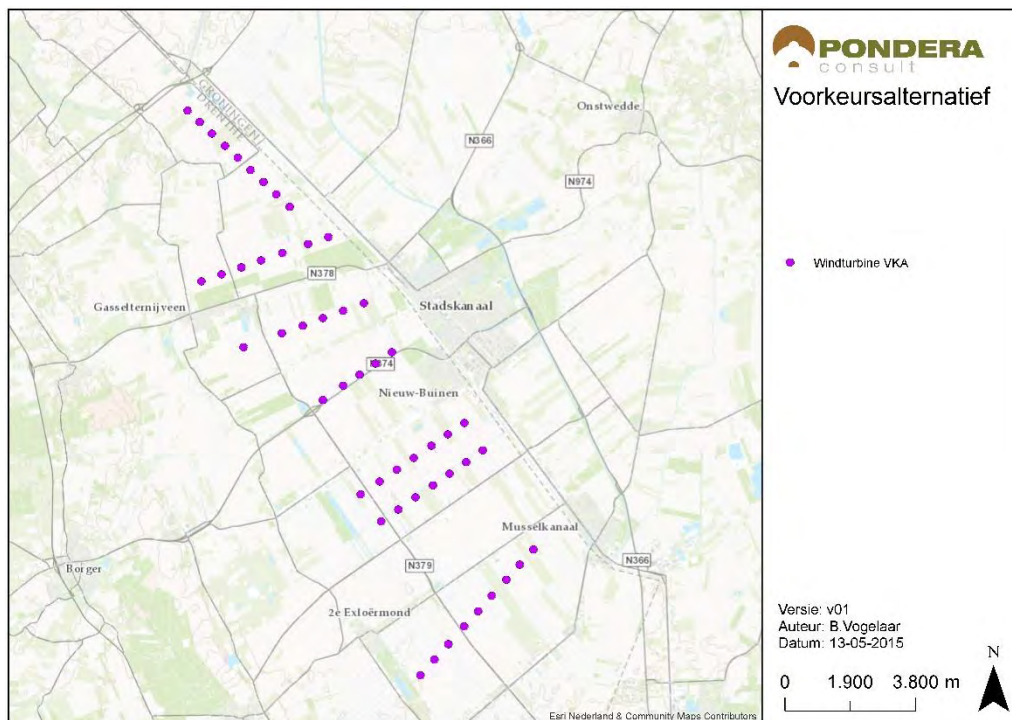 PONDERA
consult
Voorkeursalternatief
Windturbine VKA
Versie: v01
Auteur: B.Vogelaar
Datum: 13-05-2015
N
0 1.900 3.800 m
GRONINGEN
DRENTHE
Onstwedde
N366
N974
N378
Gasselternijveen
Stadskanaal
N374
Nieuw-Buinen
Musselkanaal
N366
N379
Borger
2e Exloërmond
Esri Nederland & Community Maps Contributors